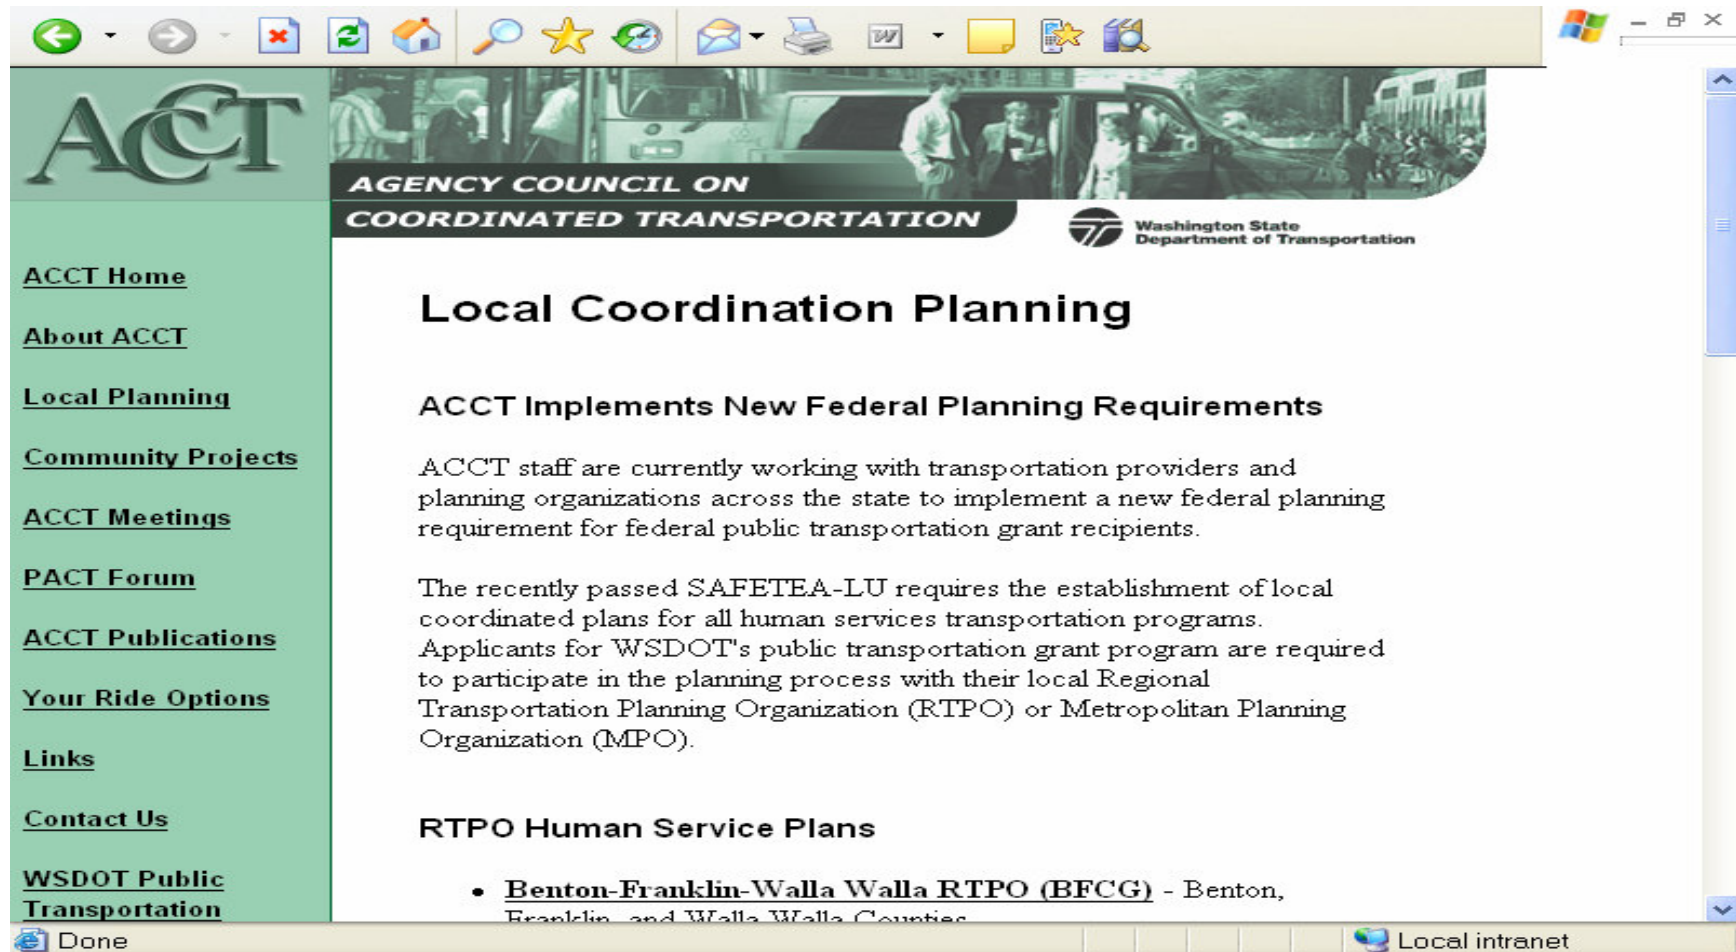 ACCT
AGENCY COUNCIL ON
COORDINATED TRANSPORTATION
Washington State
Department of Transportation
ACCT Home
About ACCT
Local Planning
Community Projects
ACCT Meetings
PACT Forum
ACCT Publications
Your Ride Options
Links
Contact Us
WSDOT Public
Transportation
Local Coordination Planning
ACCT Implements New Federal Planning Requirements
ACCT staff are currently working with transportation providers and
planning organizations across the state to implement a new federal planning
requirement for federal public transportation grant recipients.
The recently passed SAFETEA-LU requires the establishment of local
coordinated plans for all human services transportation programs.
Applicants for WSDOT's public transportation grant program are required
to participate in the planning process with their local Regional
Transportation Planning Organization (RTPO) or Metropolitan Planning
Organization (MPO).
RTPO Human Service Plans
• Benton-Franklin-Walla Walla RTPO (BFCG) - Benton,
Franklin, and Walla Walla Counties
Done
Local intranet